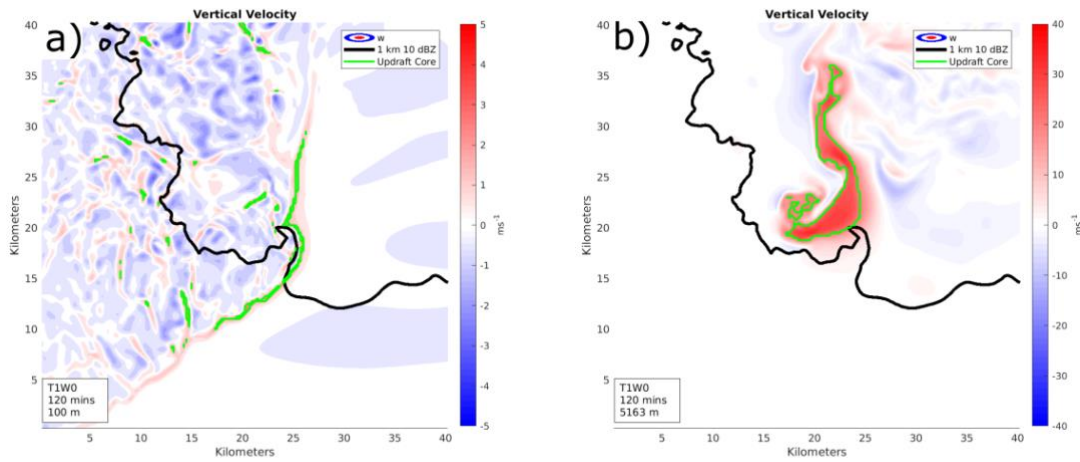 Vertical Velocity
a)
w
1 km 10 dBZ
Updraft Core
Kilometers
40
35
30
25
20
15
10
5
T1W0
120 mins
100 m
5 10 15 20 25 30 35 40
Kilometers
5
4
3
2
1
0
-1
-2
-3
-4
-5
ms⁻¹
Vertical Velocity
b)
w
1 km 10 dBZ
Updraft Core
Kilometers
40
35
30
25
20
15
10
5
T1W0
120 mins
5163 m
5 10 15 20 25 30 35 40
Kilometers
40
30
20
10
0
-10
-20
-30
-40
ms⁻¹